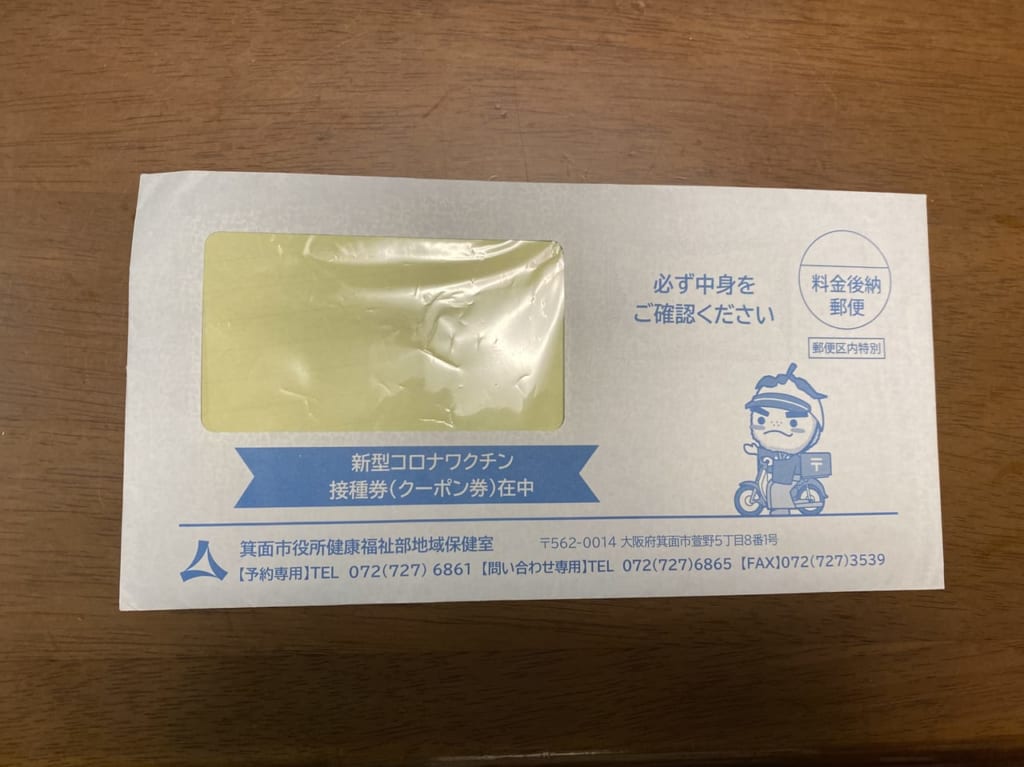 必ず中身を
ご確認ください
料金後納
郵便
郵便区内特別
〒
新型コロナワクチン
接種券(クーポン券)在中
箕面市役所健康福祉部地域保健室 〒562-0014 大阪府箕面市萱野5丁目8番1号
【予約専用】TEL 072(727) 6861 【問い合わせ専用】TEL 072(727)6865 【FAX】072(727)3539